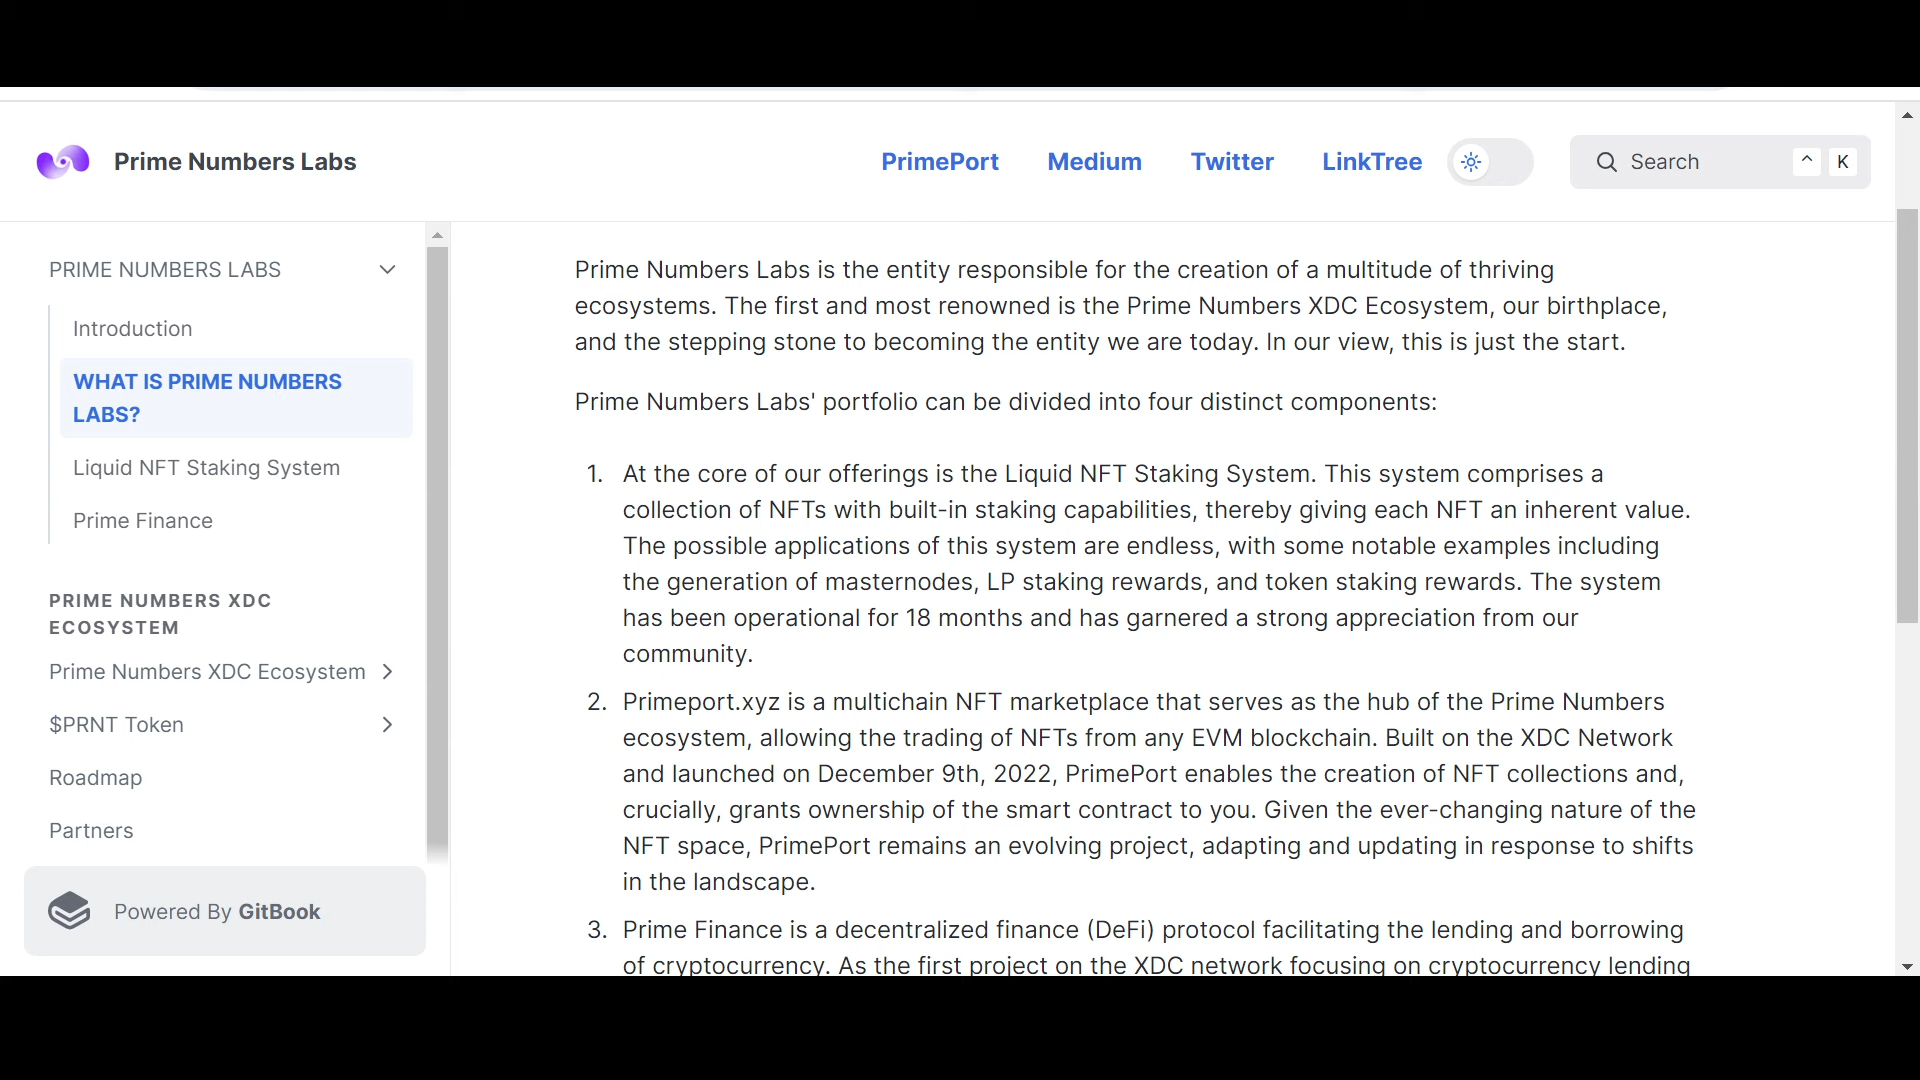 Prime Numbers Labs
PrimePort
Medium
Twitter
LinkTree
Search
^ K
PRIME NUMBERS LABS
Introduction
WHAT IS PRIME NUMBERS
LABS?
Liquid NFT Staking System
Prime Finance
PRIME NUMBERS XDC
ECOSYSTEM
Prime Numbers XDC Ecosystem
$PRNT Token
Roadmap
Partners
Powered By GitBook
Prime Numbers Labs is the entity responsible for the creation of a multitude of thriving
ecosystems. The first and most renowned is the Prime Numbers XDC Ecosystem, our birthplace,
and the stepping stone to becoming the entity we are today. In our view, this is just the start.
Prime Numbers Labs' portfolio can be divided into four distinct components:
1. At the core of our offerings is the Liquid NFT Staking System. This system comprises a
collection of NFTs with built-in staking capabilities, thereby giving each NFT an inherent value.
The possible applications of this system are endless, with some notable examples including
the generation of masternodes, LP staking rewards, and token staking rewards. The system
has been operational for 18 months and has garnered a strong appreciation from our
community.
2. Primeport.xyz is a multichain NFT marketplace that serves as the hub of the Prime Numbers
ecosystem, allowing the trading of NFTs from any EVM blockchain. Built on the XDC Network
and launched on December 9th, 2022, PrimePort enables the creation of NFT collections and,
crucially, grants ownership of the smart contract to you. Given the ever-changing nature of the
NFT space, PrimePort remains an evolving project, adapting and updating in response to shifts
in the landscape.
3. Prime Finance is a decentralized finance (DeFi) protocol facilitating the lending and borrowing
of cryptocurrency. As the first project on the XDC network focusing on cryptocurrency lending